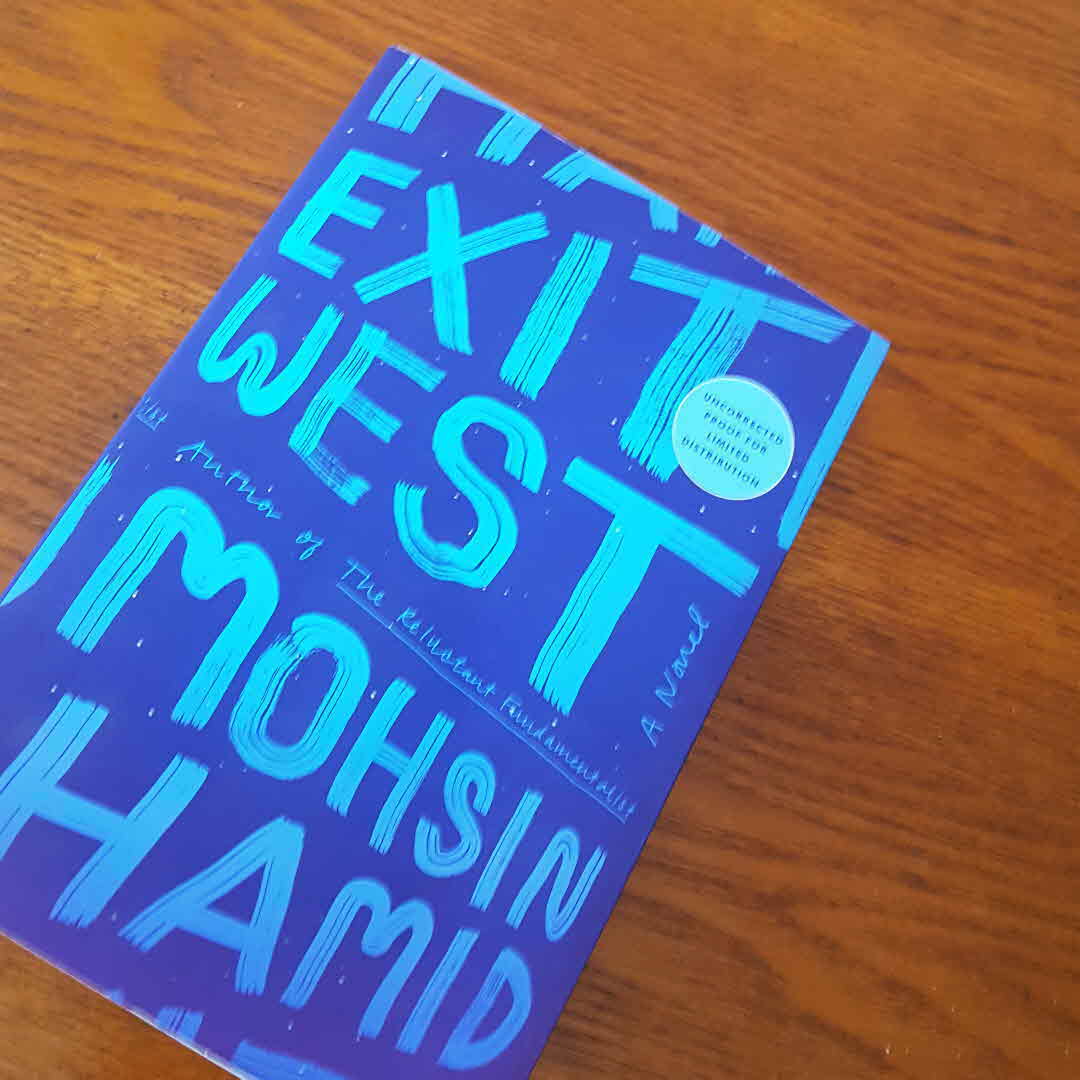 EXIT
WEST
Author of The Reluctant Fundamentalist
A Novel
MOHSIN
HAMID
UNCORRECTED
PROOF FOR
LIMITED
DISTRIBUTION